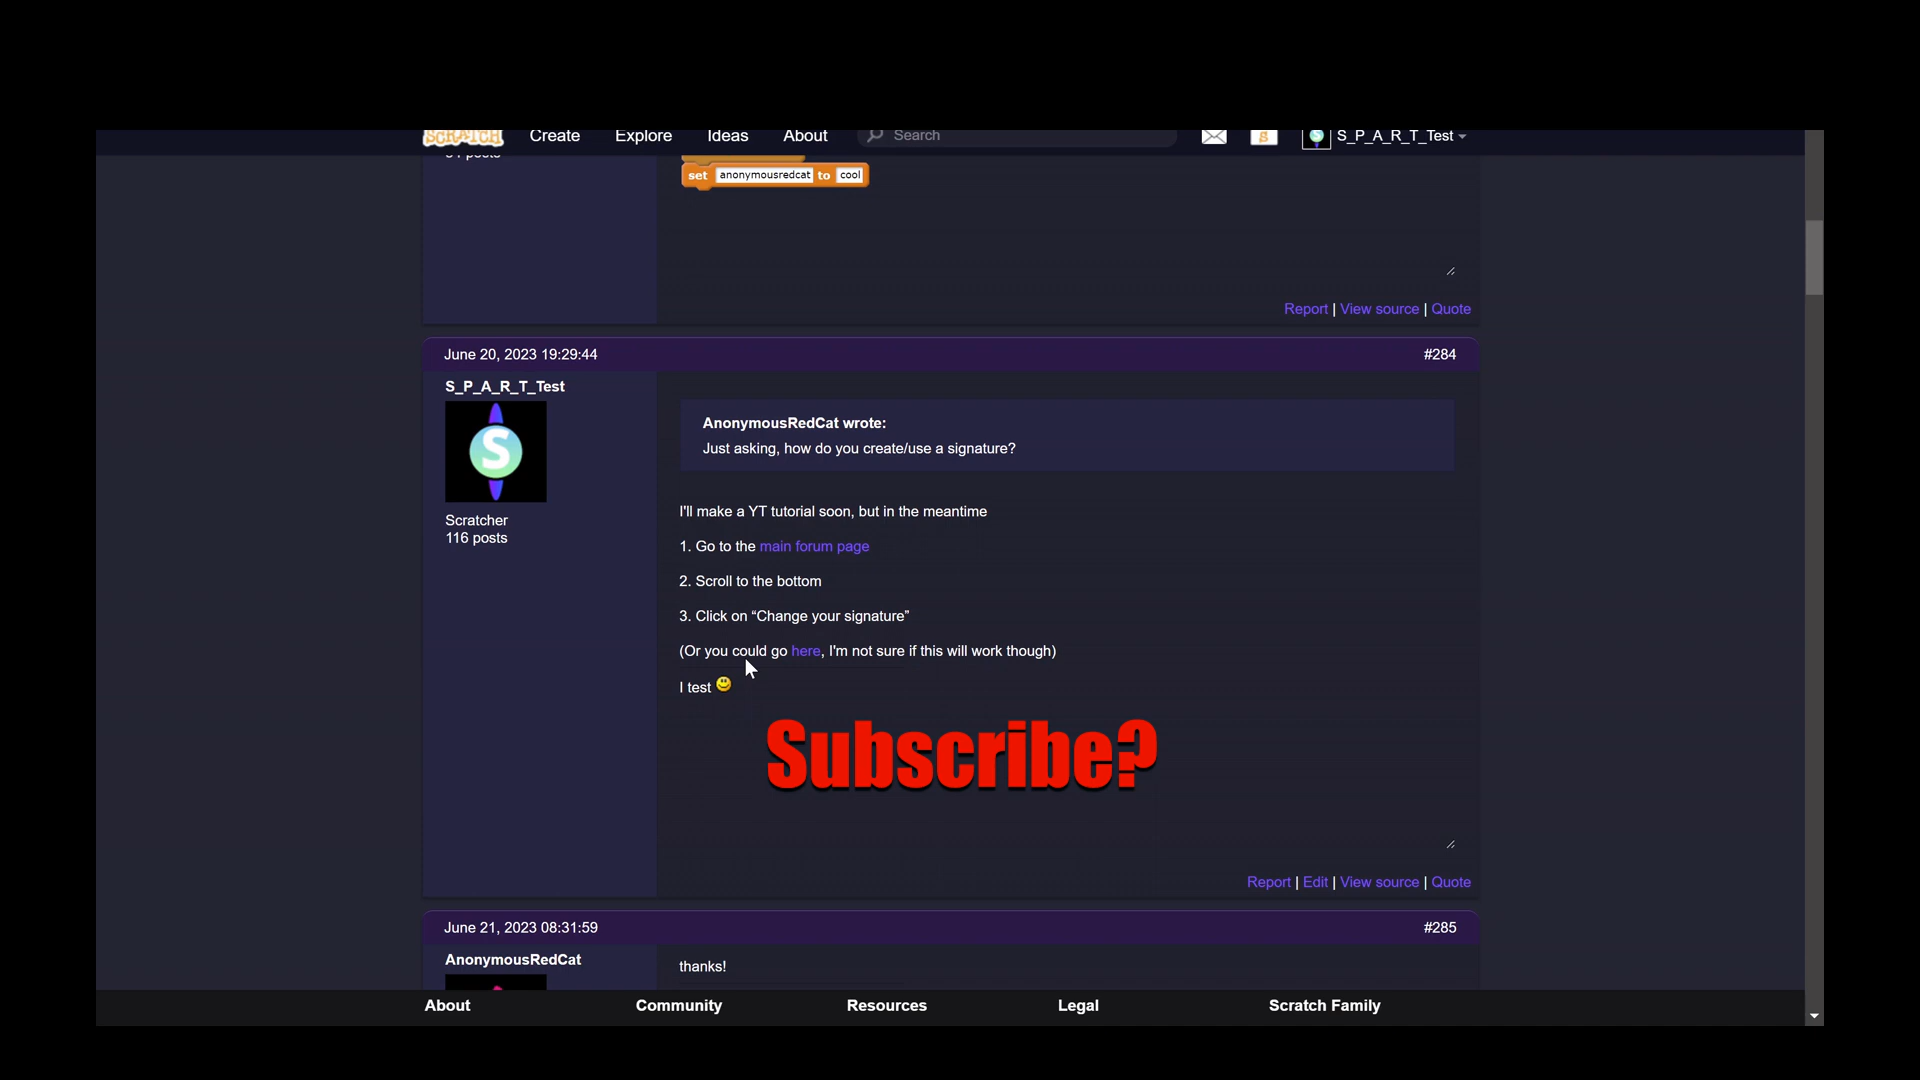 SCRATCH Create Explore Ideas About Search S S_P_A_R_T_Test
posts
set anonymousredcat to cool
Report | View source | Quote
June 20, 2023 19:29:44 #284
S_P_A_R_T_Test
S
Scratcher
116 posts
AnonymousRedCat wrote:
Just asking, how do you create/use a signature?
I'll make a YT tutorial soon, but in the meantime
1. Go to the main forum page
2. Scroll to the bottom
3. Click on “Change your signature”
(Or you could go here, I'm not sure if this will work though)
I test
Subscribe?
Report | Edit | View source | Quote
June 21, 2023 08:31:59 #285
AnonymousRedCat
thanks!
About Community Resources Legal Scratch Family